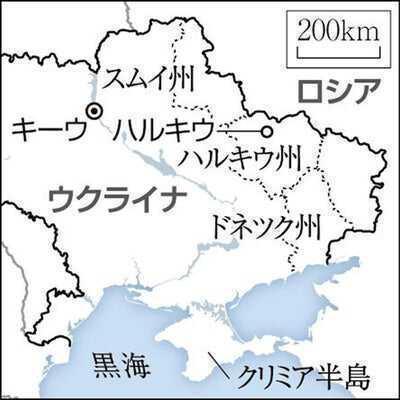 200km
スムイ州
ロシア
キーウ
ハルキウ
ハルキウ州
ウクライナ
ドネツク州
黒海
クリミア半島